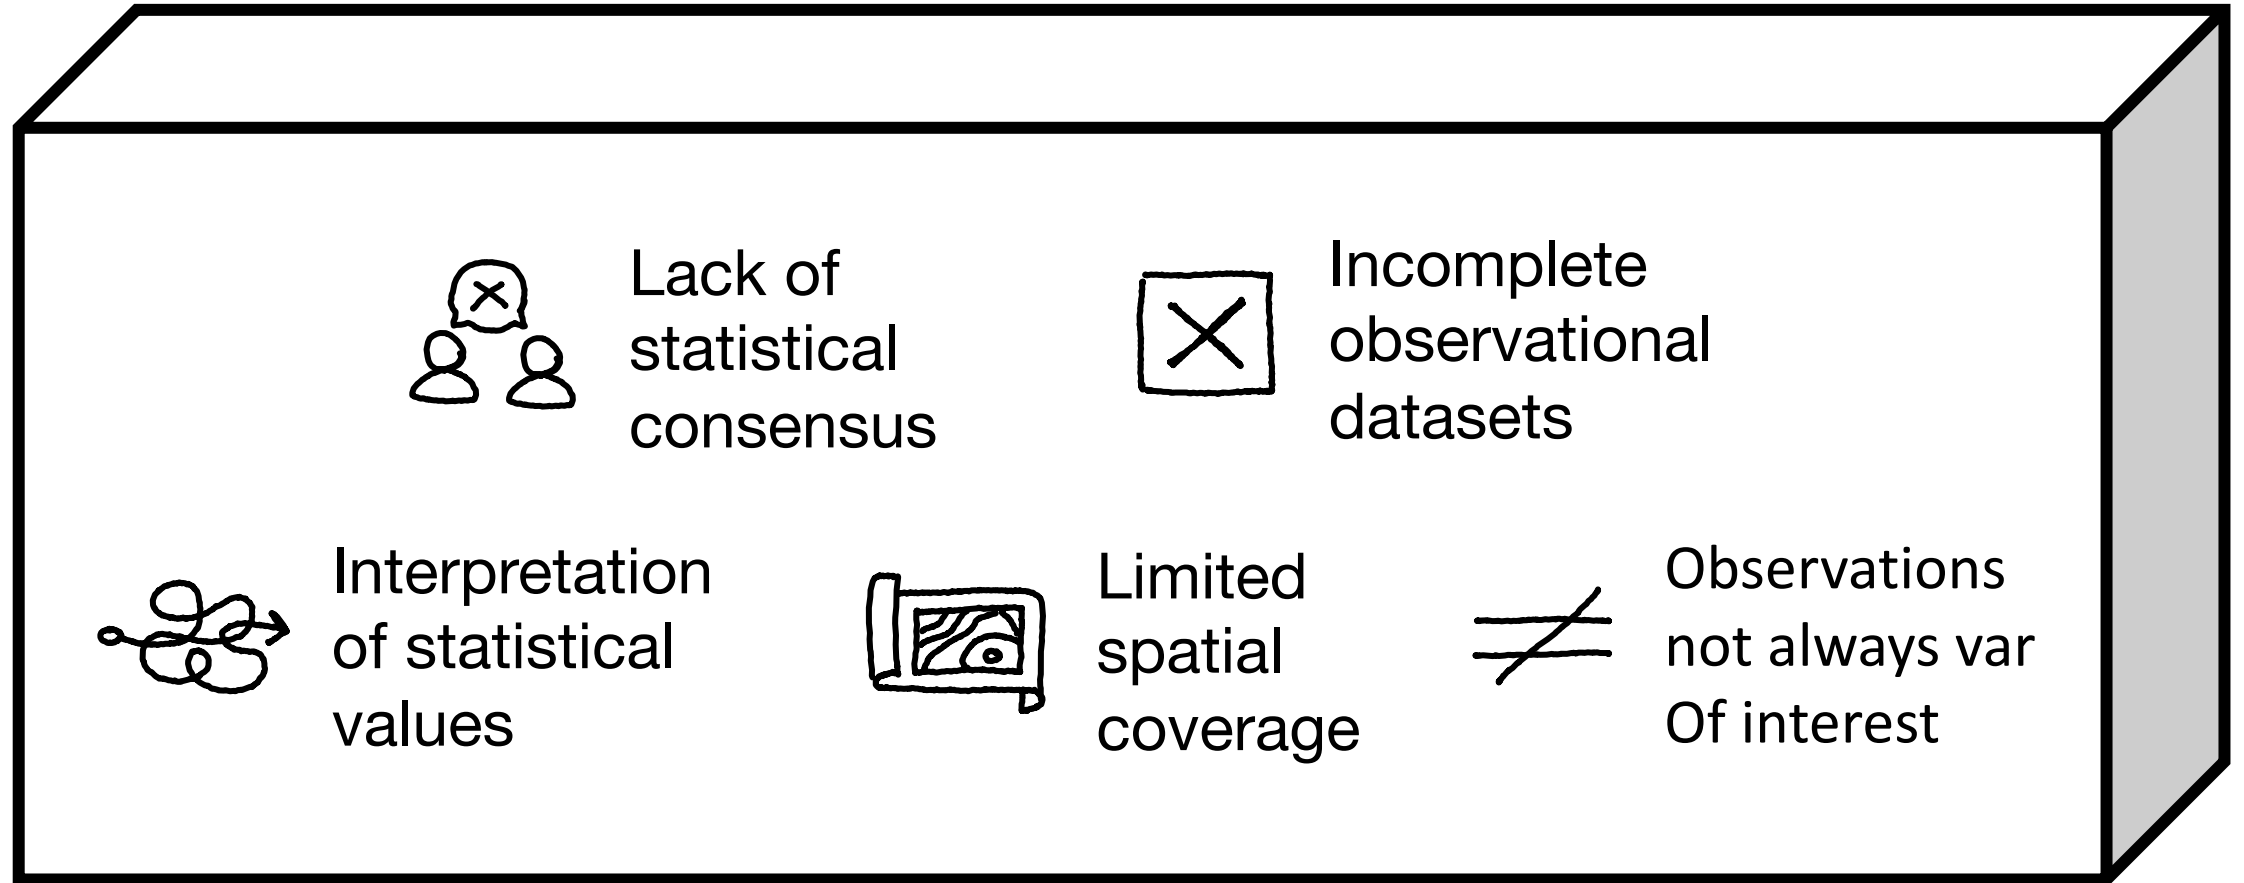 Lack of
statistical
consensus
Incomplete
observational
datasets
Interpretation
of statistical
values
Limited
spatial
coverage
Observations
not always var
Of interest